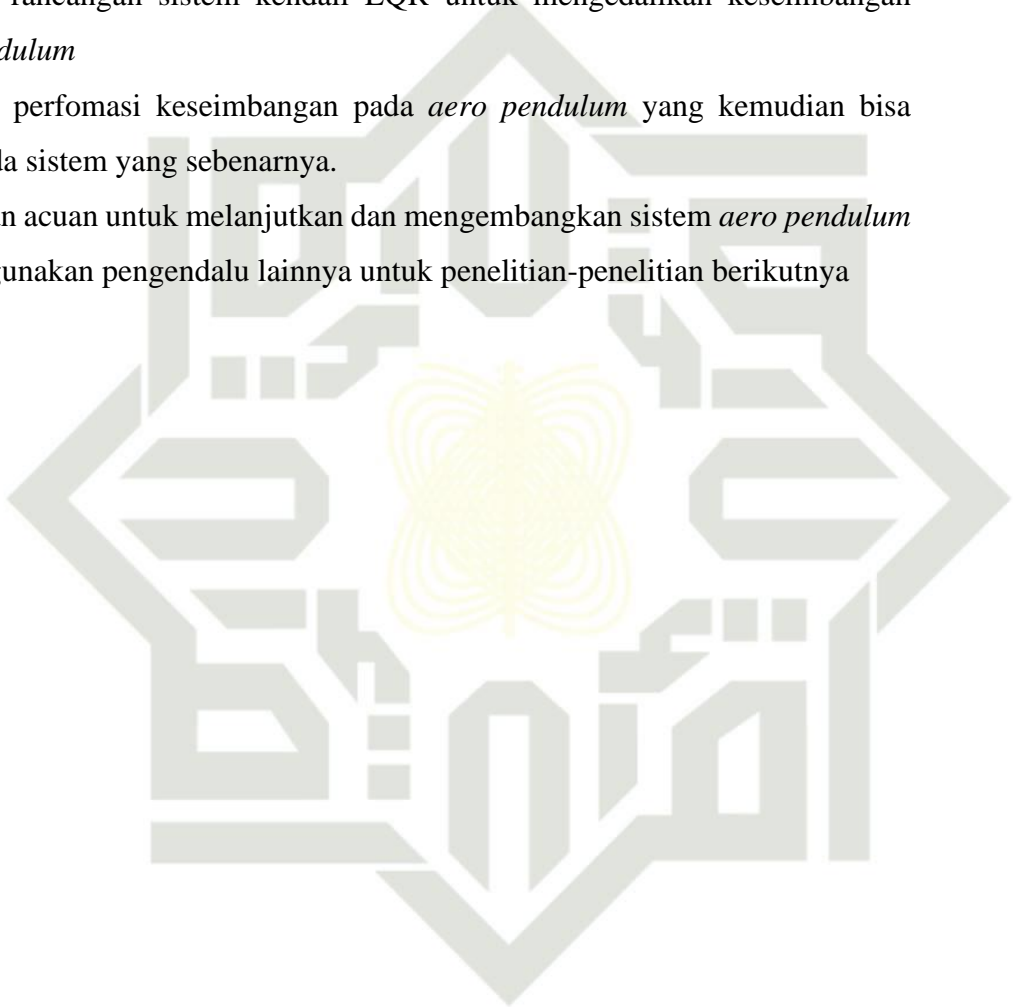 rancangan sistem kendali LQR untuk mengedalikan keseimbangan
dulum
perfomasi keseimbangan pada aero pendulum yang kemudian bisa
da sistem yang sebenarnya.
an acuan untuk melanjutkan dan mengembangkan sistem aero pendulum
gunakan pengendalu lainnya untuk penelitian-penelitian berikutnya